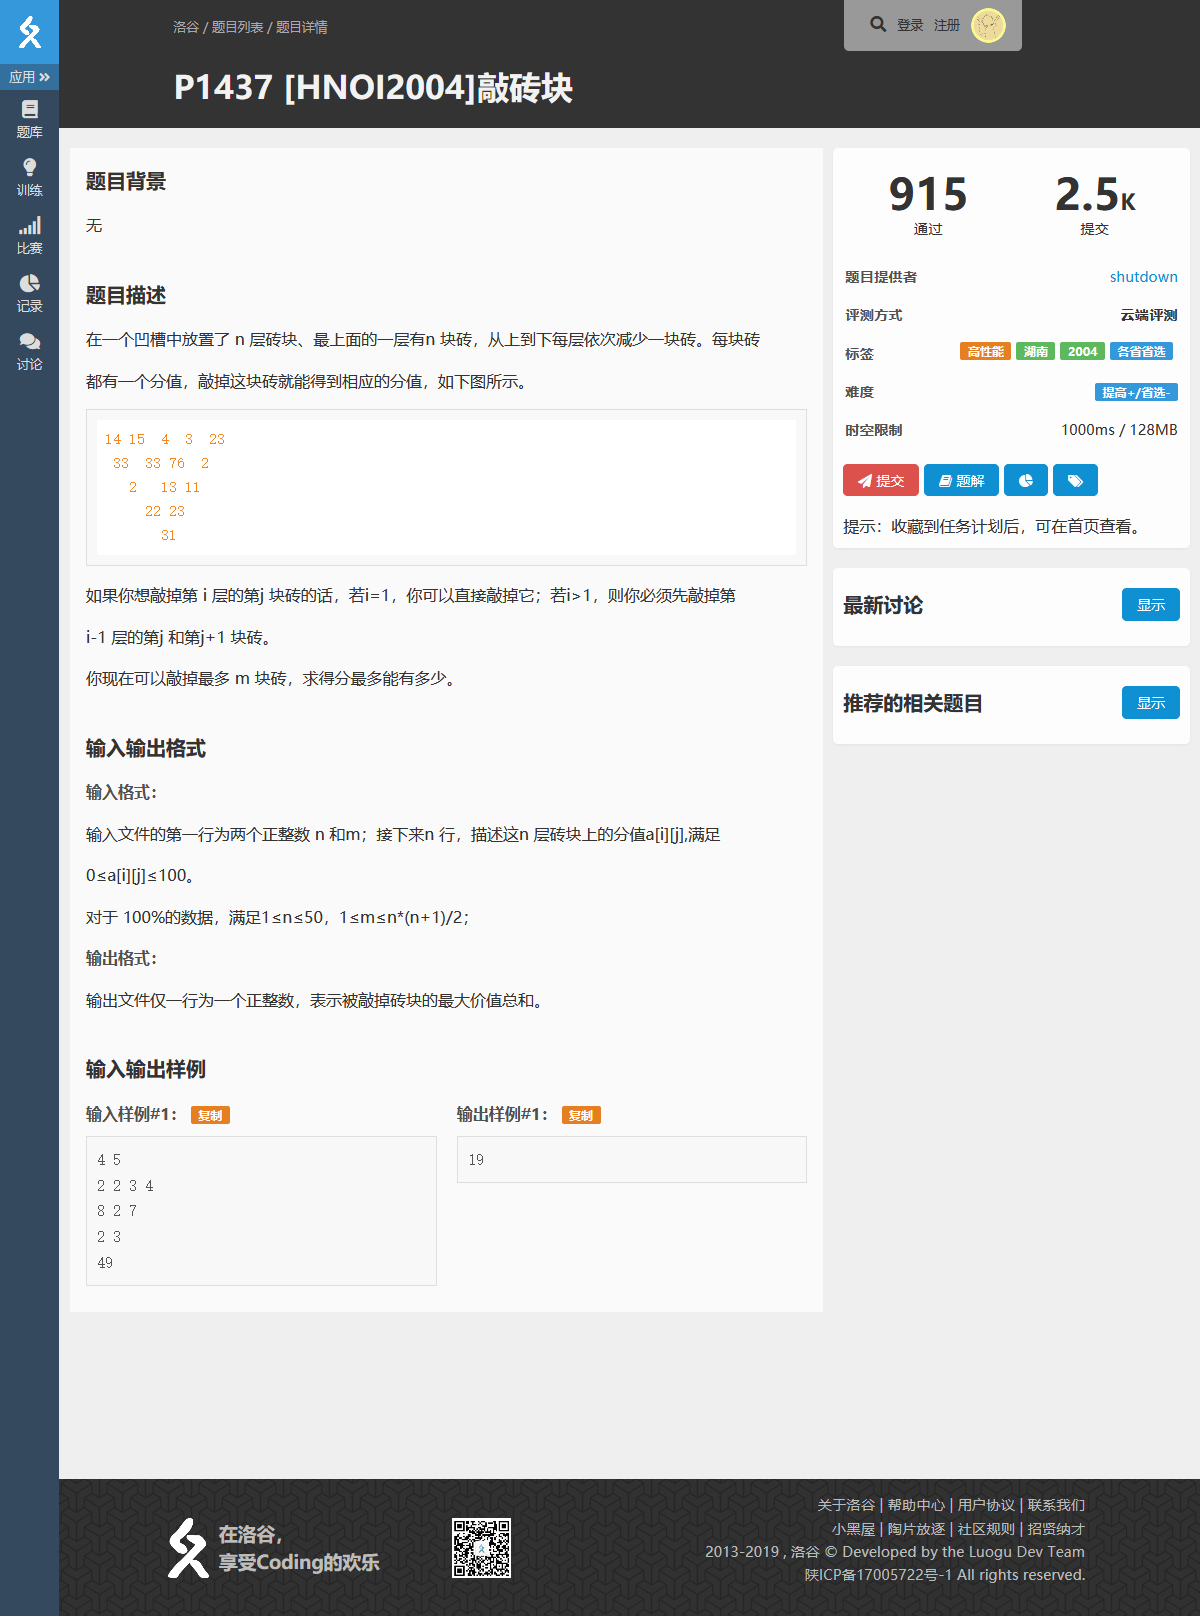 洛谷 / 题目列表 / 题目详情
登录 注册
P1437 [HNOI2004]敲砖块
应用
题库
训练
比赛
记录
讨论
题目背景
无
题目描述
在一个凹槽中放置了 n 层砖块、最上面的一层有n 块砖，从上到下每层依次减少一块砖。每块砖
都有一个分值，敲掉这块砖就能得到相应的分值，如下图所示。
14 15  4  3  23
33  33 76  2
2   13 11
22 23
31
如果你想敲掉第 i 层的第j 块砖的话，若i=1，你可以直接敲掉它；若i>1，则你必须先敲掉第
i-1 层的第j 和第j+1 块砖。
你现在可以敲掉最多 m 块砖，求得分最多能有多少。
输入输出格式
输入格式：
输入文件的第一行为两个正整数 n 和m；接下来n 行，描述这n 层砖块上的分值a[i][j],满足
0≤a[i][j]≤100。
对于 100%的数据，满足1≤n≤50，1≤m≤n*(n+1)/2；
输出格式：
输出文件仅一行为一个正整数，表示被敲掉砖块的最大价值总和。
输入输出样例
输入样例#1： 复制
4 5
2 2 3 4
8 2 7
2 3
49
输出样例#1： 复制
19
915
通过
2.5K
提交
题目提供者 shutdown
评测方式 云端评测
标签 高性能 湖南 2004 各省省选
难度 提高+/省选-
时空限制 1000ms / 128MB
提交 题解
提示：收藏到任务计划后，可在首页查看。
最新讨论 显示
推荐的相关题目 显示
在洛谷，
享受Coding的欢乐
关于洛谷 | 帮助中心 | 用户协议 | 联系我们
小黑屋 | 陶片放逐 | 社区规则 | 招贤纳才
2013-2019 , 洛谷 © Developed by the Luogu Dev Team
陕ICP备17005722号-1 All rights reserved.